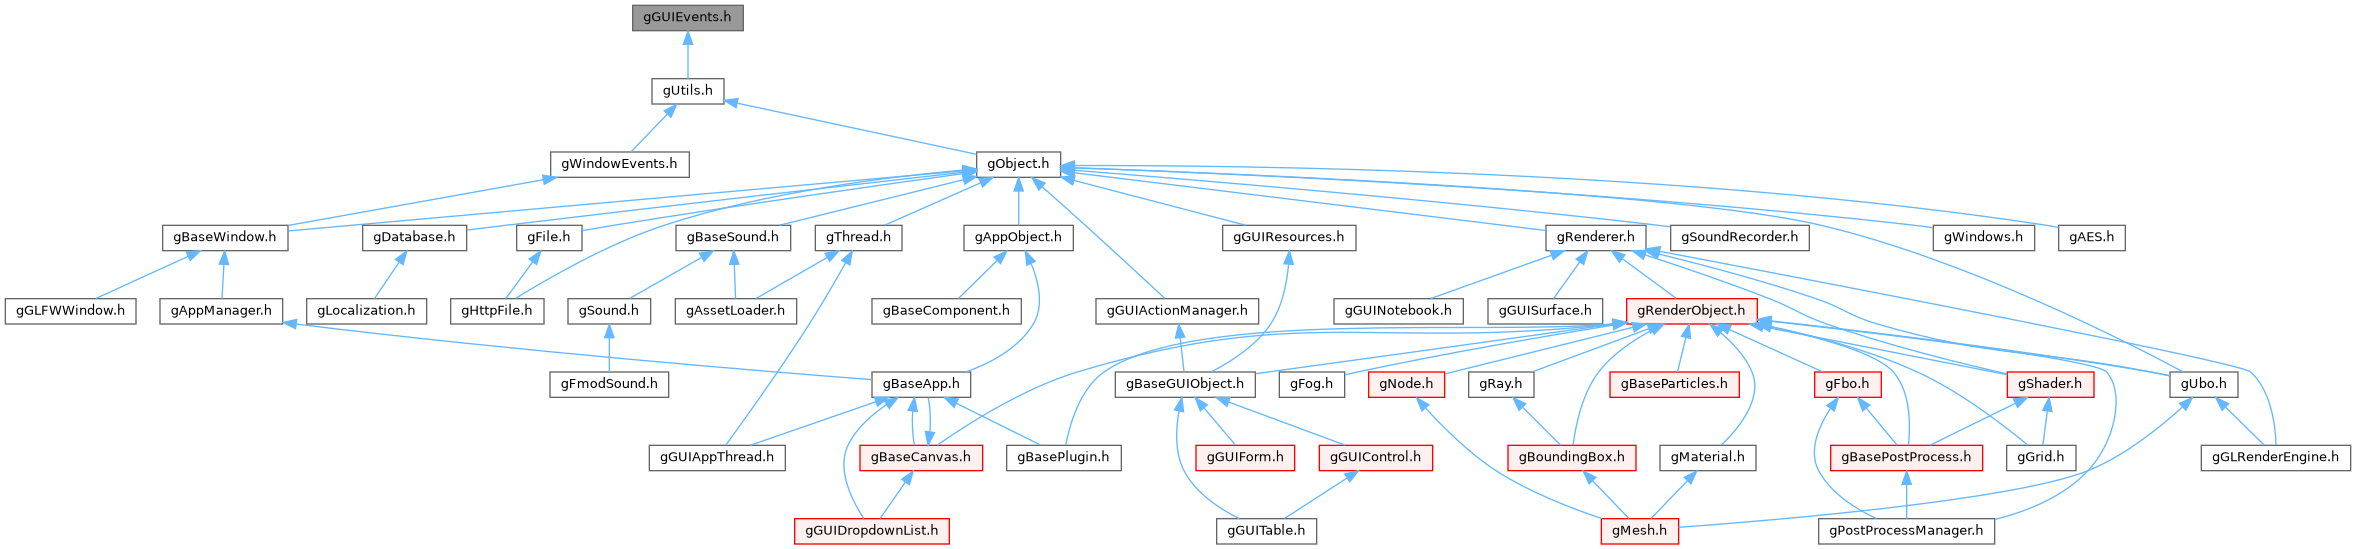 gGUIEvents.h
gUtils.h
gWindowEvents.h
gObject.h
gBaseWindow.h
gDatabase.h
gFile.h
gBaseSound.h
gThread.h
gAppObject.h
gGUIResources.h
gRenderer.h
gSoundRecorder.h
gWindows.h
gAES.h
gGLFWWindow.h
gAppManager.h
gLocalization.h
gHttpFile.h
gSound.h
gAssetLoader.h
gBaseComponent.h
gGUIActionManager.h
gGUINotebook.h
gGUISurface.h
gRenderObject.h
gFmodSound.h
gBaseApp.h
gBaseGUIObject.h
gFog.h
gNode.h
gRay.h
gBaseParticles.h
gFbo.h
gShader.h
gUbo.h
gGUIAppThread.h
gBaseCanvas.h
gBasePlugin.h
gGUIForm.h
gGUIControl.h
gBoundingBox.h
gMaterial.h
gBasePostProcess.h
gGrid.h
gGLRenderEngine.h
gGUIDropdownList.h
gGUITable.h
gMesh.h
gPostProcessManager.h